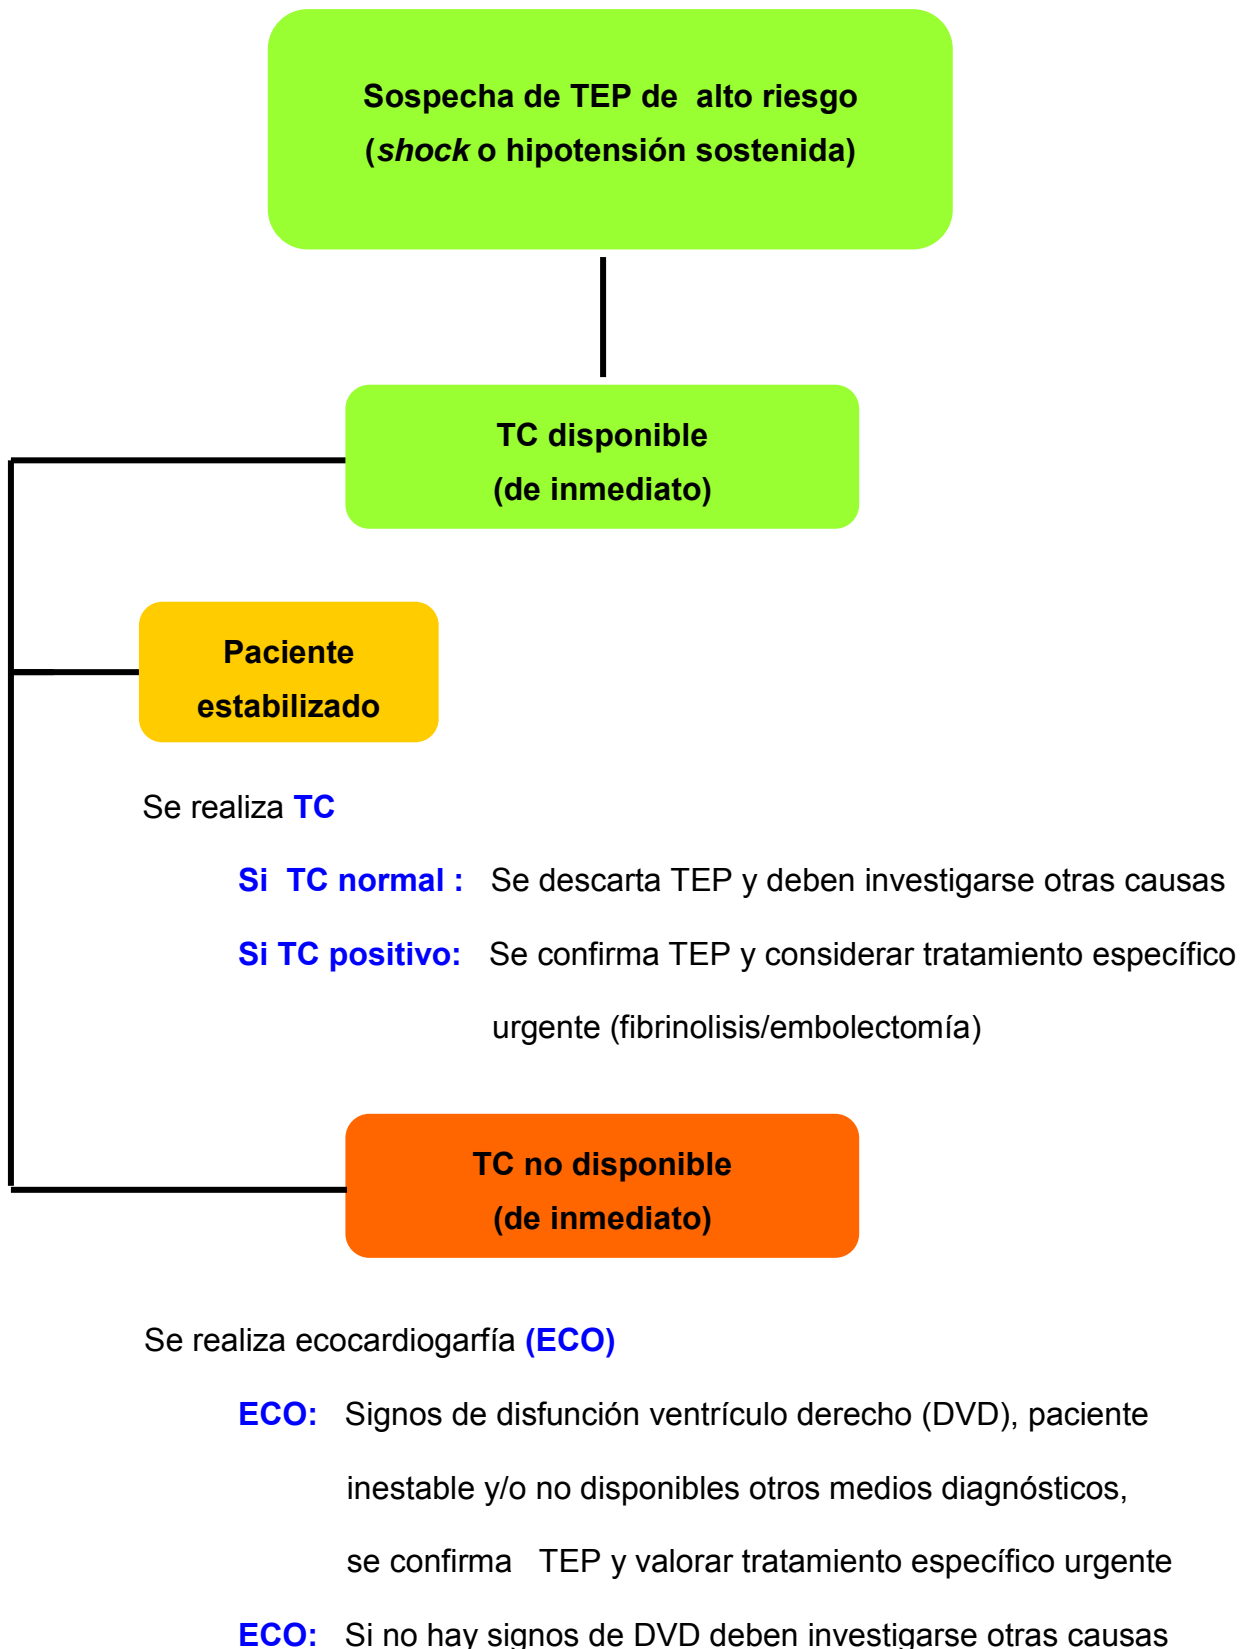 Sospecha de TEP de alto riesgo
(shock o hipotensión sostenida)
TC disponible
(de inmediato)
Paciente
estabilizado
Se realiza TC
Si TC normal : Se descarta TEP y deben investigarse otras causas
Si TC positivo: Se confirma TEP y considerar tratamiento específico
urgente (fibrinolisis/embolectomía)
TC no disponible
(de inmediato)
Se realiza ecocardiogarfía (ECO)
ECO: Signos de disfunción ventrículo derecho (DVD), paciente
inestable y/o no disponibles otros medios diagnósticos,
se confirma TEP y valorar tratamiento específico urgente
ECO: Si no hay signos de DVD deben investigarse otras causas